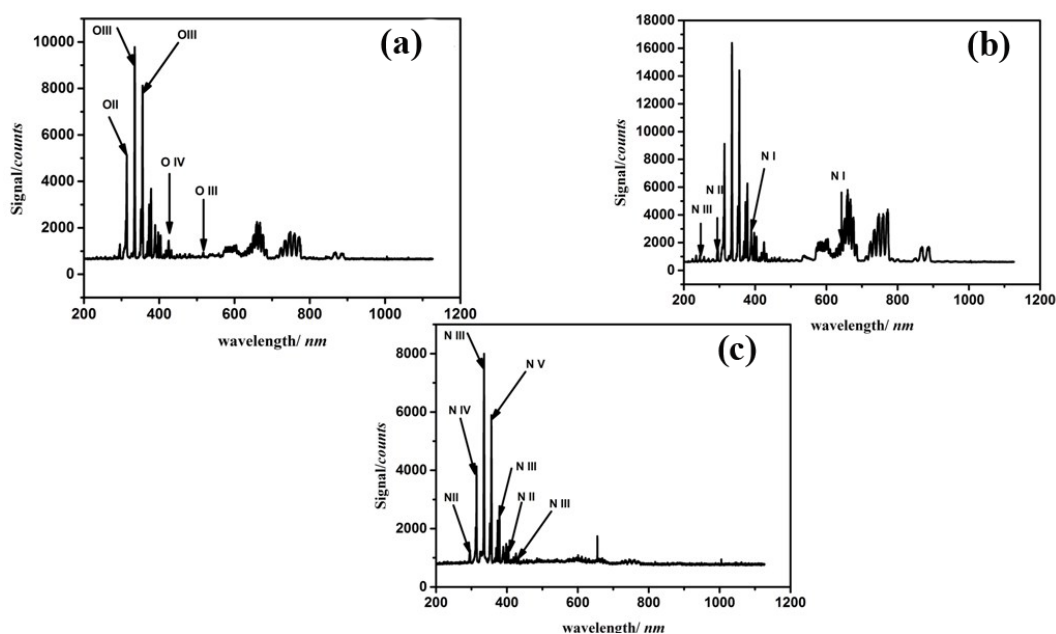 (a)
OIII
OIII
OII
O IV
O III
Signal/counts
10000
8000
6000
4000
2000
0
200 400 600 800 1000 1200
wavelength/ nm
(b)
N I
N II
N III
N I
Signal/counts
18000
16000
14000
12000
10000
8000
6000
4000
2000
0
200 400 600 800 1000 1200
wavelength/ nm
(c)
N III
N V
N IV
N III
NII
N II
N III
Signal/counts
8000
6000
4000
2000
0
200 400 600 800 1000 1200
wavelength/ nm